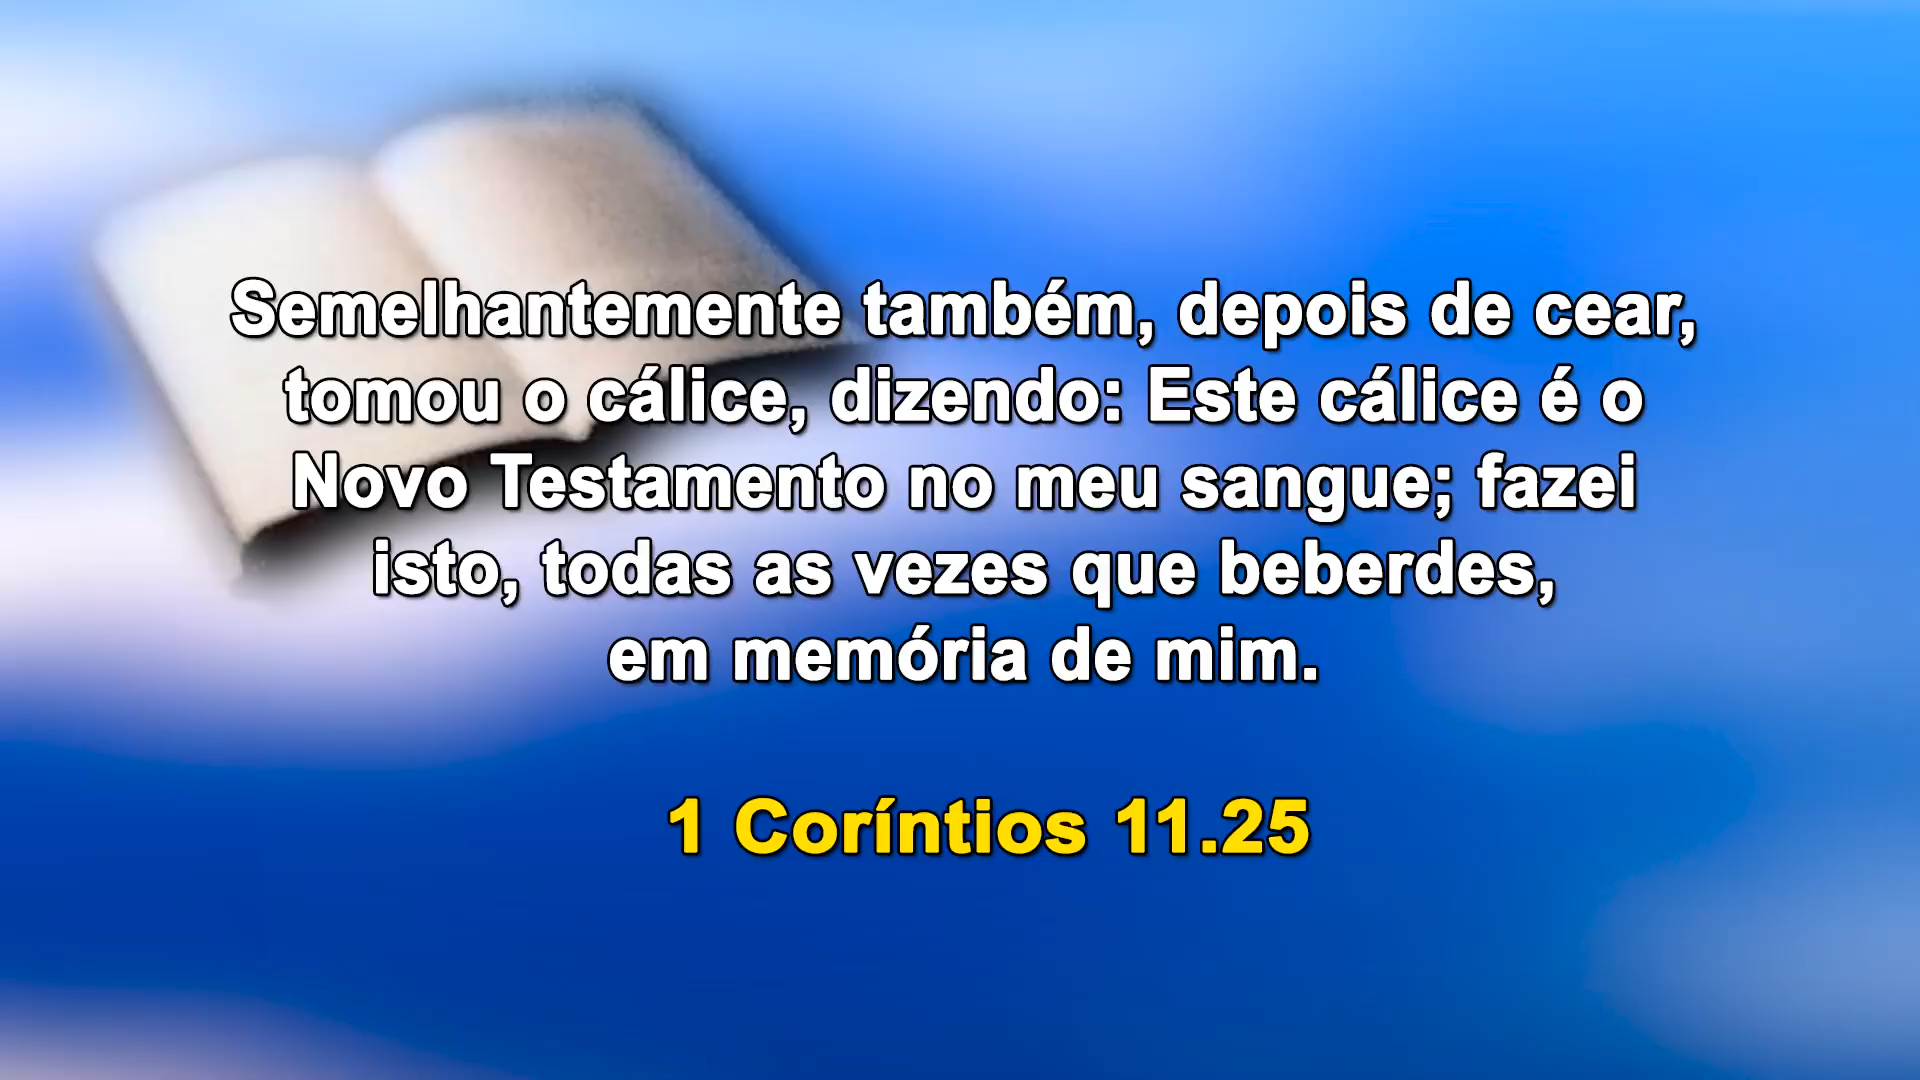 Semelhantemente também, depois de cear,
tomou o cálice, dizendo: Este cálice é o
Novo Testamento no meu sangue; fazei
isto, todas as vezes que beberdes,
em memória de mim.
1 Coríntios 11.25